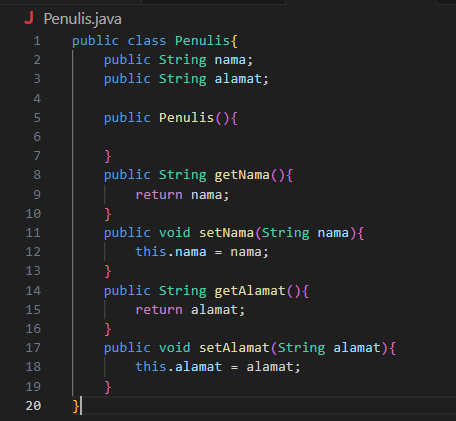 J Penulis.java
1 public class Penulis{
2     public String nama;
3     public String alamat;
4
5     public Penulis(){
6
7     }
8     public String getNama(){
9         return nama;
10     }
11     public void setNama(String nama){
12         this.nama = nama;
13     }
14     public String getAlamat(){
15         return alamat;
16     }
17     public void setAlamat(String alamat){
18         this.alamat = alamat;
19     }
20 }